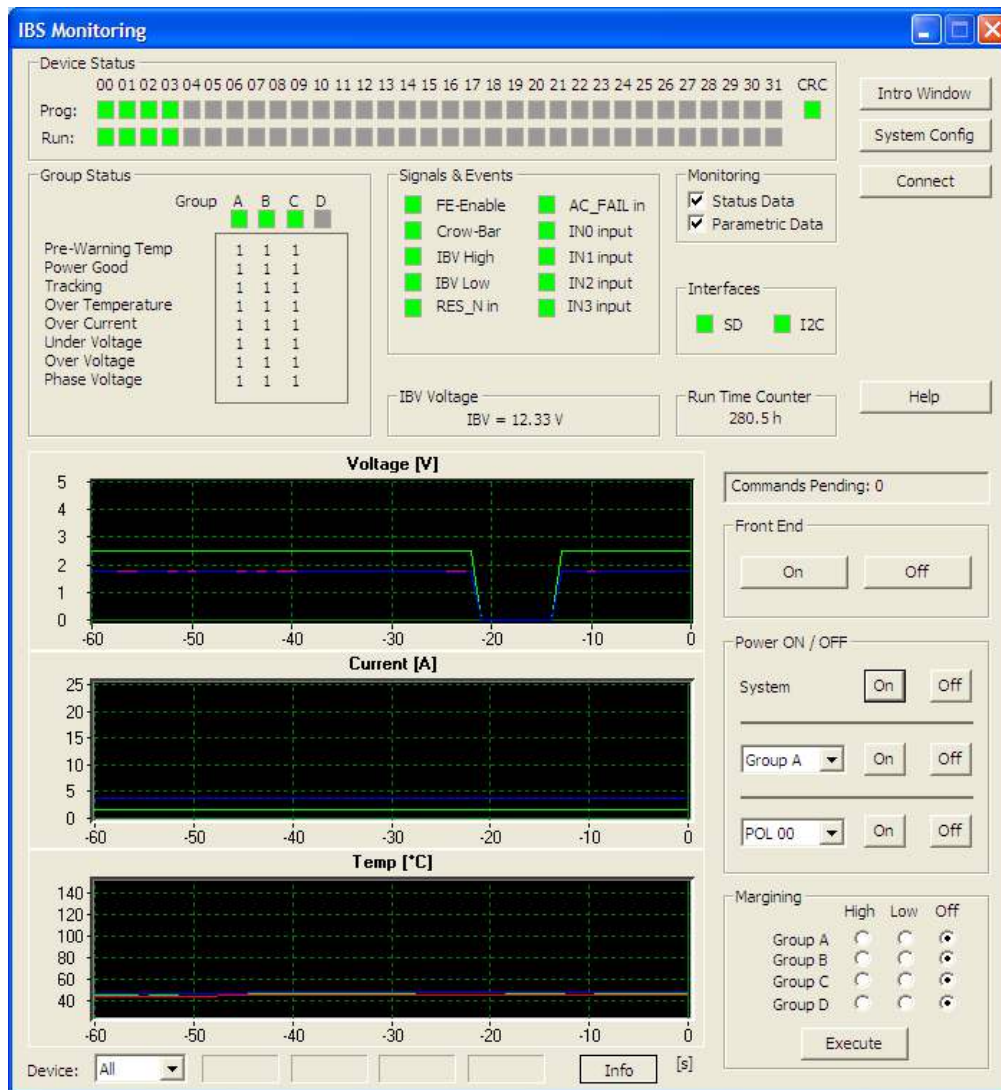 IBS Monitoring
Device Status
00 01 02 03 04 05 06 07 08 09 10 11 12 13 14 15 16 17 18 19 20 21 22 23 24 25 26 27 28 29 30 31 CRC
Prog:
Run:
Intro Window
System Config
Connect
Help
Group Status
Group A B C D
Pre-Warning Temp 1 1 1
Power Good 1 1 1
Tracking 1 1 1
Over Temperature 1 1 1
Over Current 1 1 1
Under Voltage 1 1 1
Over Voltage 1 1 1
Phase Voltage 1 1 1
Signals & Events
FE-Enable AC_FAIL in
Crow-Bar IN0 input
IBV High IN1 input
IBV Low IN2 input
RES_N in IN3 input
Monitoring
Status Data
Parametric Data
Interfaces
SD I2C
IBV Voltage
IBV = 12.33 V
Run Time Counter
280.5 h
Voltage [V]
5
4
3
2
1
0
-60 -50 -40 -30 -20 -10 0
Current [A]
25
20
15
10
5
0
-60 -50 -40 -30 -20 -10 0
Temp [°C]
140
120
100
80
60
40
-60 -50 -40 -30 -20 -10 0
Device: All Info [s]
Commands Pending: 0
Front End
On Off
Power ON / OFF
System On Off
Group A On Off
POL 00 On Off
Margining
High Low Off
Group A
Group B
Group C
Group D
Execute